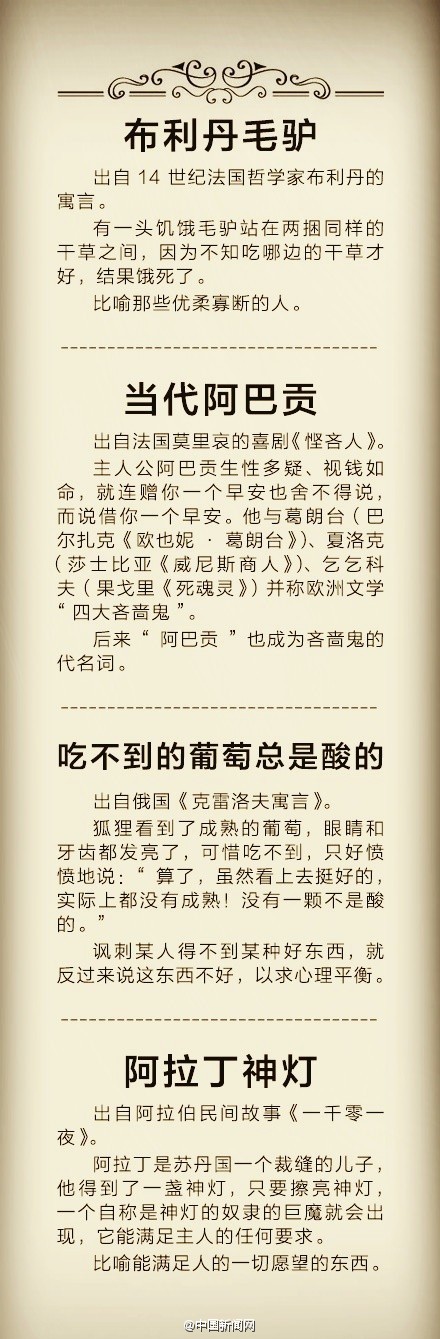 布利丹毛驴
出自 14 世纪法国哲学家布利丹的
寓言。
有一头饥饿毛驴站在两捆同样的
干草之间，因为不知吃哪边的干草才
好，结果饿死了。
比喻那些优柔寡断的人。
当代阿巴贡
出自法国莫里哀的喜剧《悭吝人》。
主人公阿巴贡生性多疑、视钱如
命，就连赠你一个早安也舍不得说，
而说借你一个早安。他与葛朗台（巴
尔扎克《欧也妮 · 葛朗台》）、夏洛克
（莎士比亚《威尼斯商人》）、乞乞科
夫（果戈里《死魂灵》）并称欧洲文学
“四大吝啬鬼”。
后来“ 阿巴贡 ”也成为吝啬鬼的
代名词。
吃不到的葡萄总是酸的
出自俄国《克雷洛夫寓言》。
狐狸看到了成熟的葡萄，眼睛和
牙齿都发亮了，可惜吃不到，只好愤
愤地说：“ 算了，虽然看上去挺好的，
实际上都没有成熟！没有一颗不是酸
的。”
讽刺某人得不到某种好东西，就
反过来说这东西不好，以求心理平衡。
阿拉丁神灯
出自阿拉伯民间故事《一千零一
夜》。
阿拉丁是苏丹国一个裁缝的儿子，
他得到了一盏神灯，只要擦亮神灯，
一个自称是神灯的奴隶的巨魔就会出
现，它能满足主人的任何要求。
比喻能满足人的一切愿望的东西。
@中国新闻网